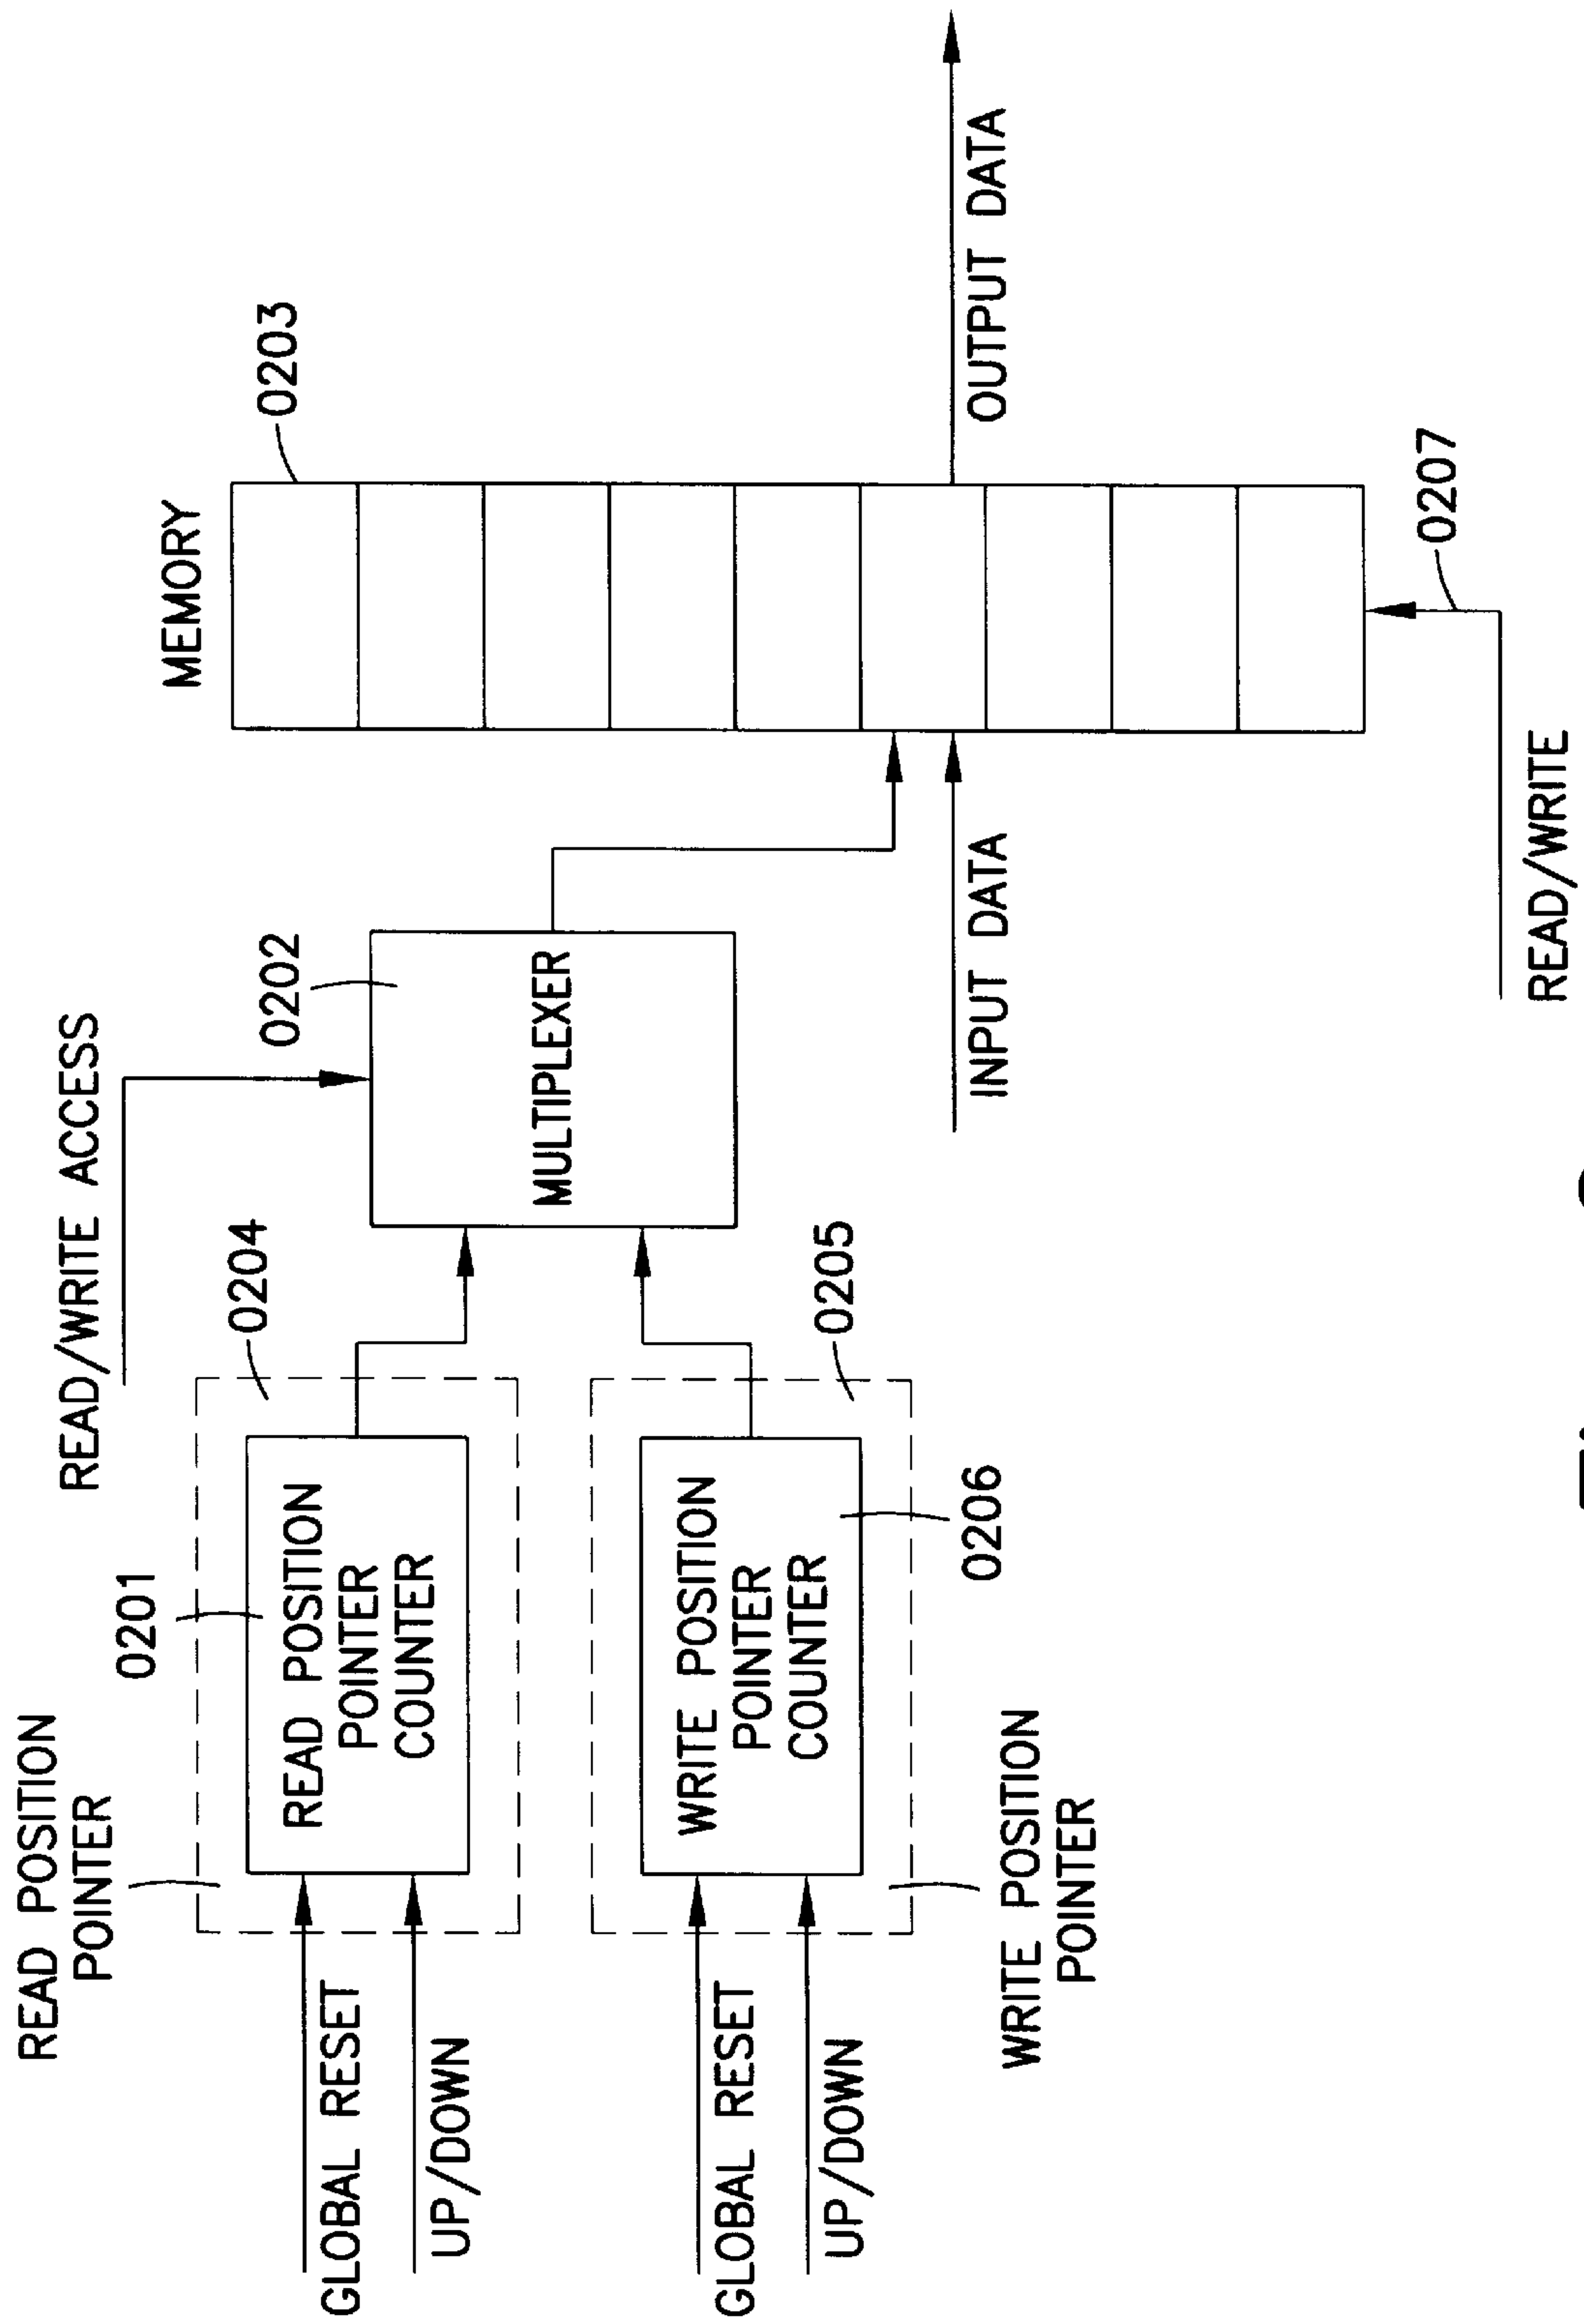 READ POSITION
POINTER
0201
READ/WRITE ACCESS
0204
0202
MEMORY
0203
GLOBAL RESET
UP/DOWN
READ POSITION
POINTER
COUNTER
MULTIPLEXER
GLOBAL RESET
UP/DOWN
WRITE POSITION
POINTER
COUNTER
0205
0206
INPUT DATA
OUTPUT DATA
WRITE POSITION
POINTER
0207
READ/WRITE